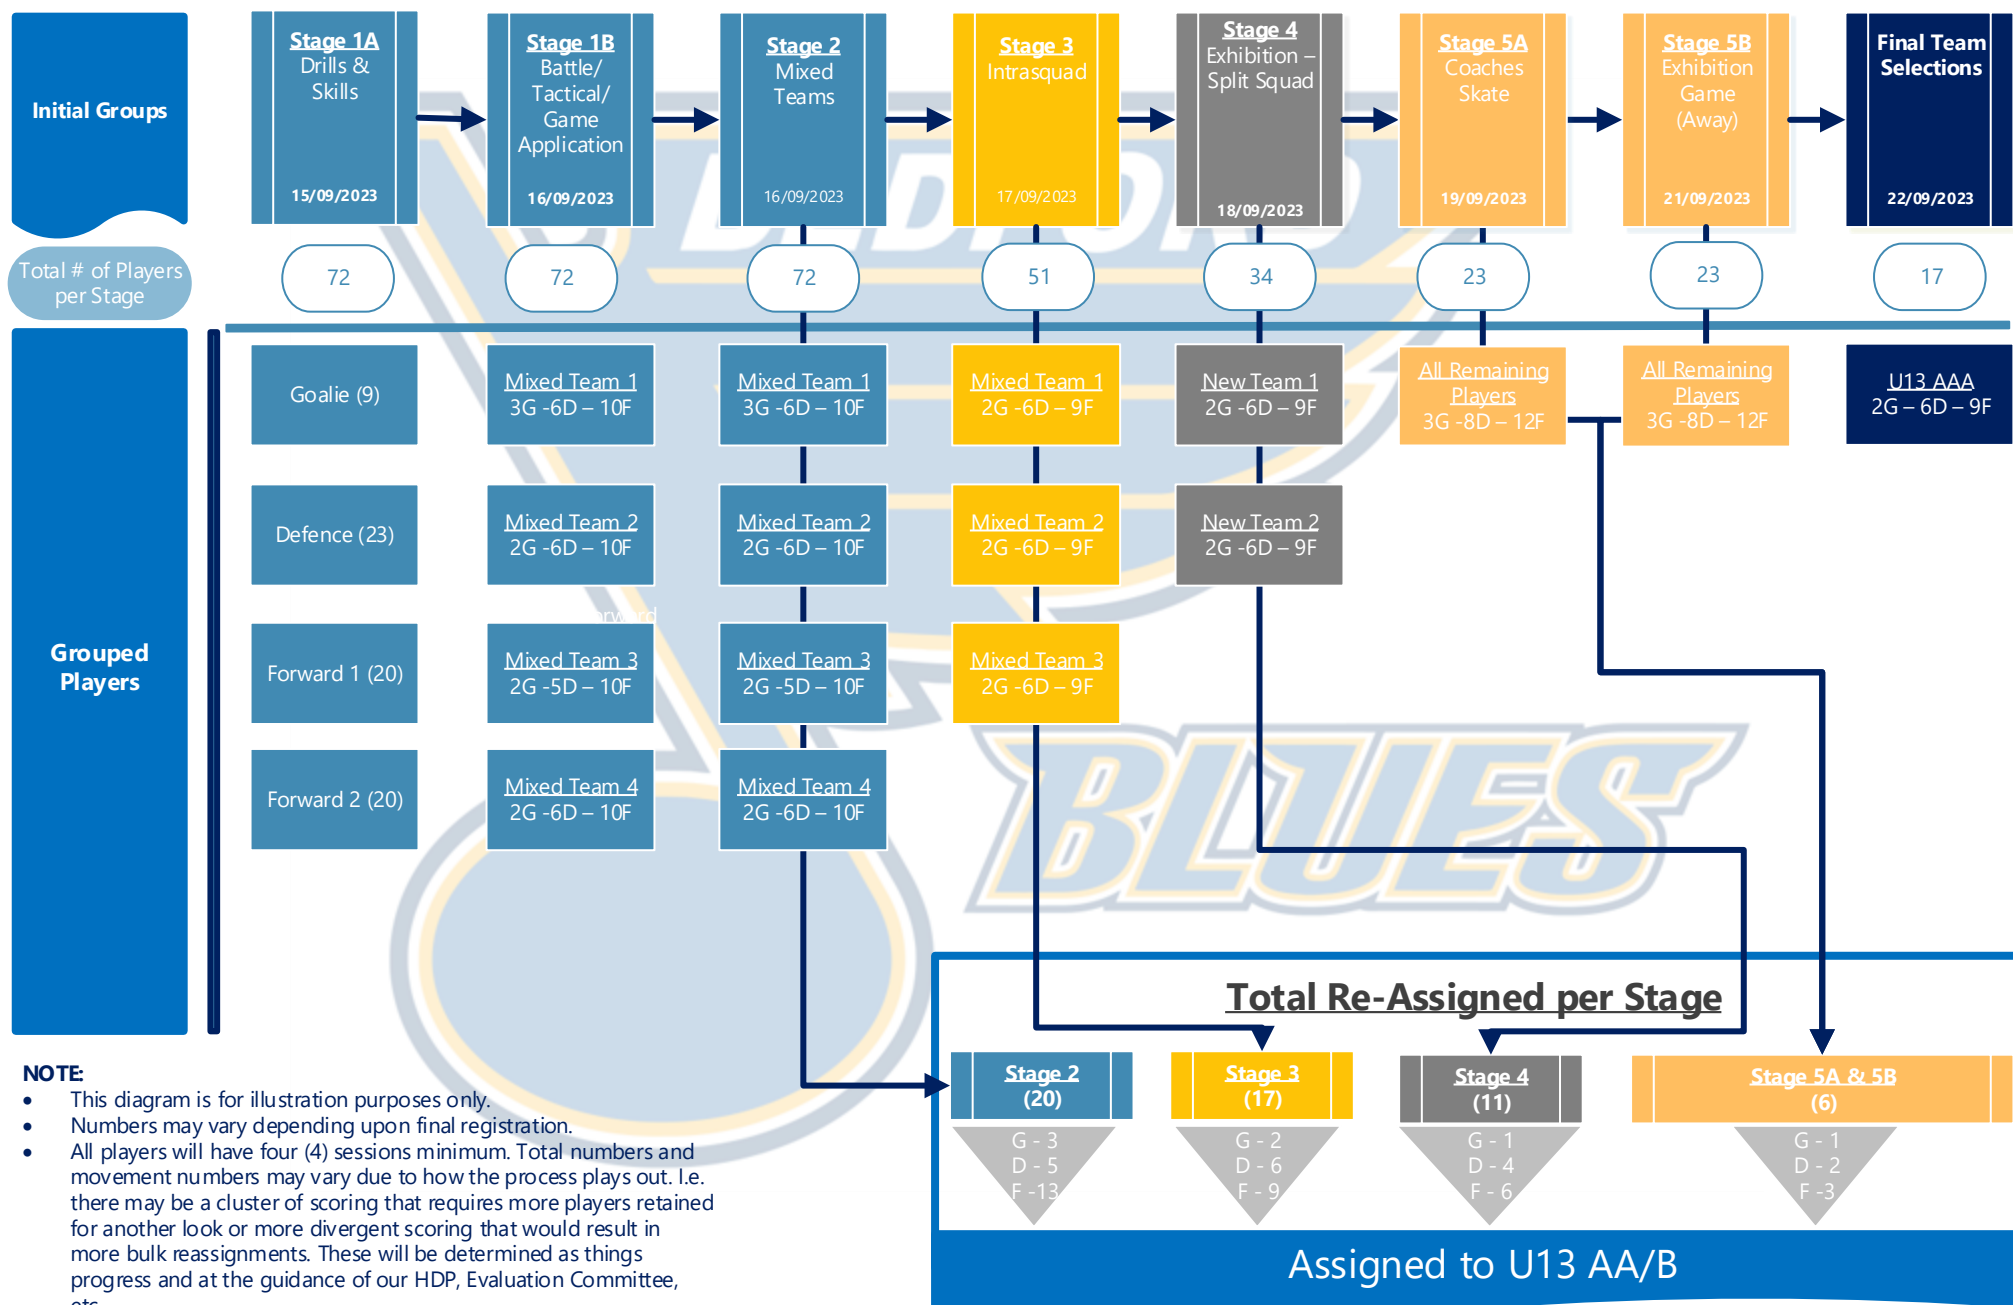 Initial Groups
Stage 1A
Drills &
Skills
15/09/2023
Stage 1B
Battle/
Tactical/
Game
Application
16/09/2023
Stage 2
Mixed
Teams
16/09/2023
Stage 3
Intrasquad
17/09/2023
Stage 4
Exhibition –
Split Squad
18/09/2023
Stage 5A
Coaches
Skate
19/09/2023
Stage 5B
Exhibition
Game
(Away)
21/09/2023
Final Team
Selections
22/09/2023
BEDFORD
Total # of Players
per Stage
72
72
72
51
34
23
23
17
Grouped
Players
Goalie (9)
Mixed Team 1
3G -6D – 10F
Mixed Team 1
3G -6D – 10F
Mixed Team 1
2G -6D – 9F
New Team 1
2G -6D – 9F
All Remaining
Players
3G -8D – 12F
All Remaining
Players
3G -8D – 12F
U13 AAA
2G – 6D – 9F
Defence (23)
Mixed Team 2
2G -6D – 10F
Mixed Team 2
2G -6D – 10F
Mixed Team 2
2G -6D – 9F
New Team 2
2G -6D – 9F
Forward 1 (20)
Mixed Team 3
2G -5D – 10F
Mixed Team 3
2G -5D – 10F
Mixed Team 3
2G -6D – 9F
Forward 2 (20)
Mixed Team 4
2G -6D – 10F
Mixed Team 4
2G -6D – 10F
BLUES
Total Re-Assigned per Stage
Stage 2
(20)
G - 3
D - 5
F -13
Stage 3
(17)
G - 2
D - 6
F - 9
Stage 4
(11)
G - 1
D - 4
F - 6
Stage 5A & 5B
(6)
G - 1
D - 2
F -3
Assigned to U13 AA/B
NOTE:
• This diagram is for illustration purposes only.
• Numbers may vary depending upon final registration.
• All players will have four (4) sessions minimum. Total numbers and
movement numbers may vary due to how the process plays out. I.e.
there may be a cluster of scoring that requires more players retained
for another look or more divergent scoring that would result in
more bulk reassignments. These will be determined as things
progress and at the guidance of our HDP, Evaluation Committee,